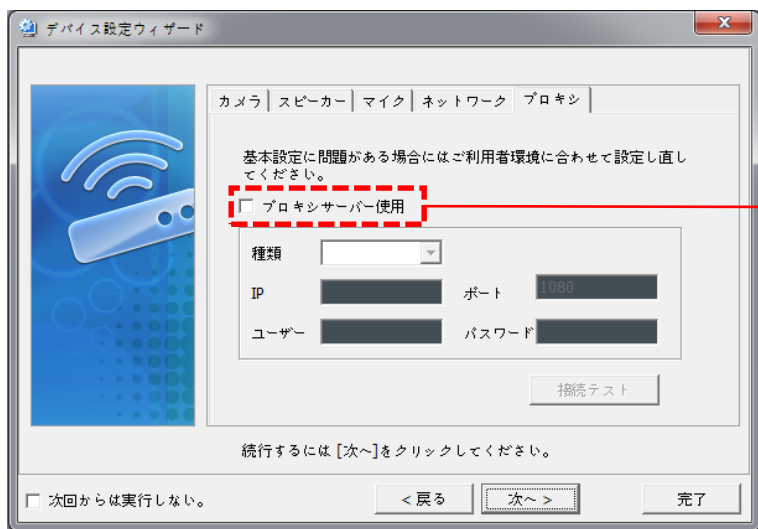 デバイス設定ウィザード
カメラ スピーカー マイク ネットワーク プロキシ
基本設定に問題がある場合にはご利用者環境に合わせて設定し直し
てください。
プロキシサーバー使用
種類
IP ポート 1080
ユーザー パスワード
接続テスト
続行するには [次へ]をクリックしてください。
次回からは実行しない。 < 戻る 次へ > 完了